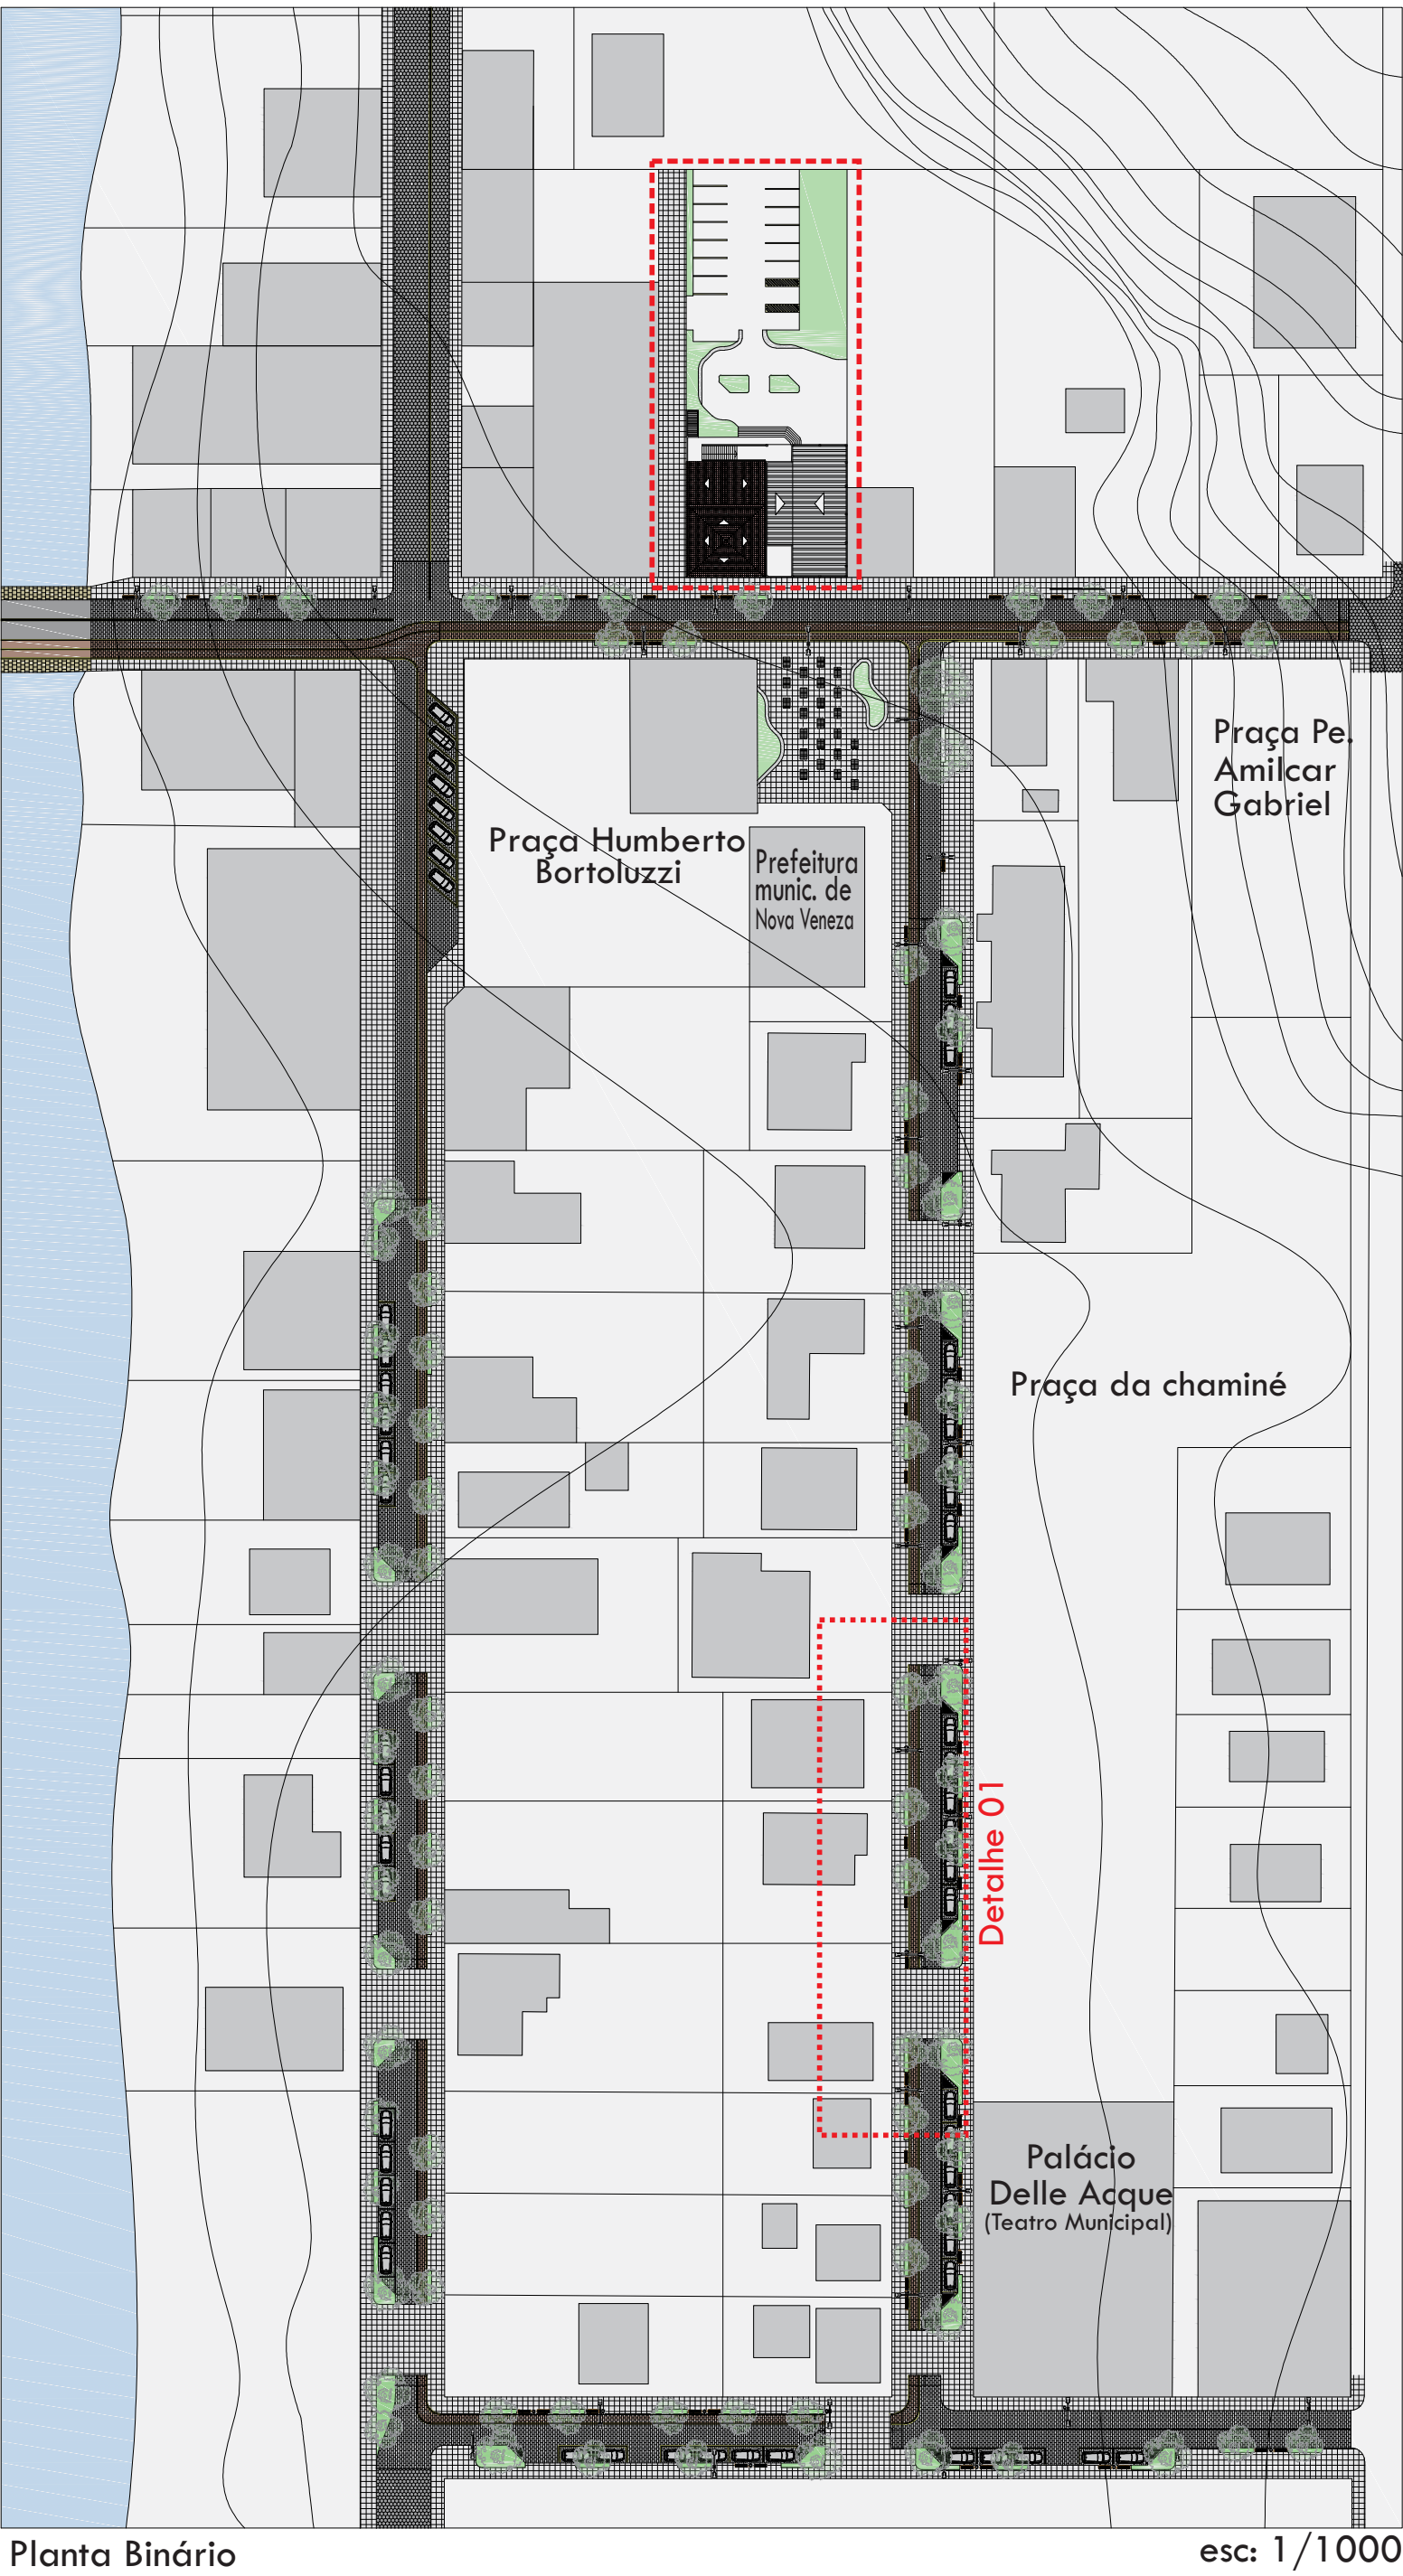 Praça Pe.
Amilcar
Gabriel
Praça Humberto
Bortoluzzi
Prefeitura
munic. de
Nova Veneza
Praça da chaminé
Detalhe 01
Palácio
Delle Acque
(Teatro Municipal)
Planta Binário
esc: 1/1000